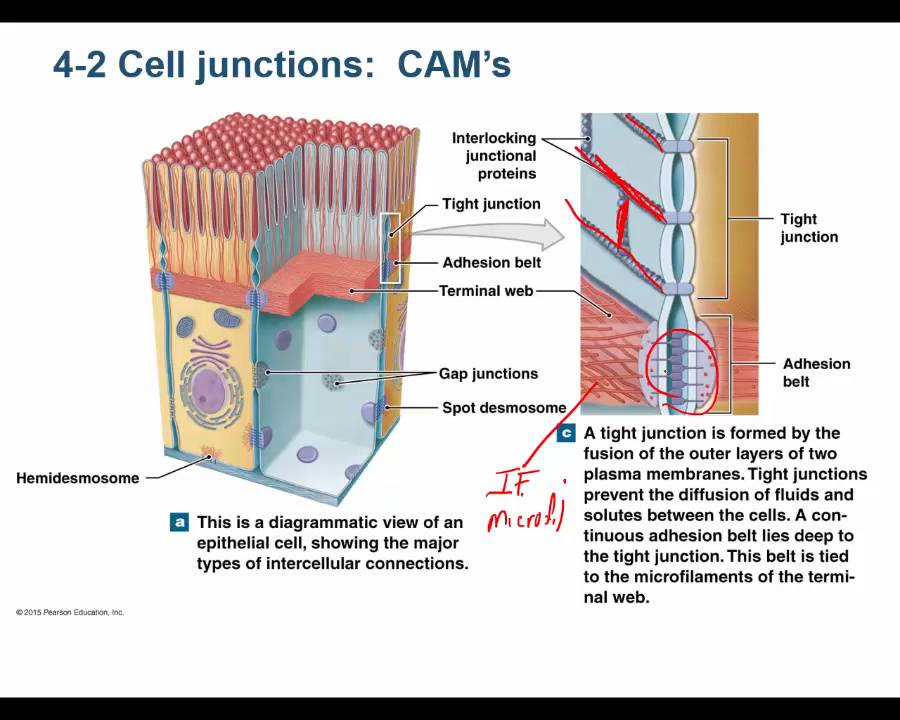 4-2 Cell junctions: CAM's
Interlocking
junctional
proteins
Tight junction
Adhesion belt
Terminal web
Gap junctions
Spot desmosome
Hemidesmosome
Tight
junction
Adhesion
belt
IF
microfil
a This is a diagrammatic view of an
epithelial cell, showing the major
types of intercellular connections.
c A tight junction is formed by the
fusion of the outer layers of two
plasma membranes. Tight junctions
prevent the diffusion of fluids and
solutes between the cells. A con-
tinuous adhesion belt lies deep to
the tight junction. This belt is tied
to the microfilaments of the termi-
nal web.
© 2015 Pearson Education, Inc.